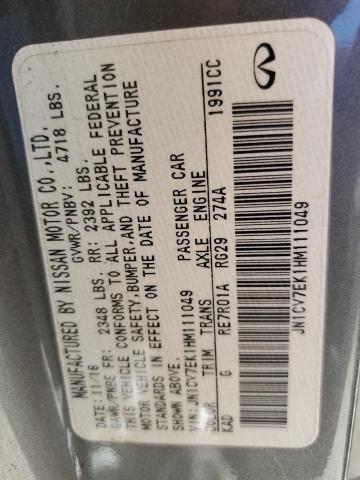 MANUFACTURED BY NISSAN MOTOR CO.,LTD.
DATE:11/16 GVWR/PNBV: 4718 LBS.
GAWR/PNBE FR: 2348 LBS. RR: 2392 LBS.
THIS VEHICLE CONFORMS TO ALL APPLICABLE FEDERAL
MOTOR VEHICLE SAFETY,BUMPER,AND THEFT PREVENTION
STANDARDS IN EFFECT ON THE DATE OF MANUFACTURE
SHOWN ABOVE.
VIN:JN1CV7EK1HM111049 PASSENGER CAR
COLOR TRIM TRANS AXLE ENGINE
KAD G RE7R01A RG29 274A 1991CC
JN1CV7EK1HM111049